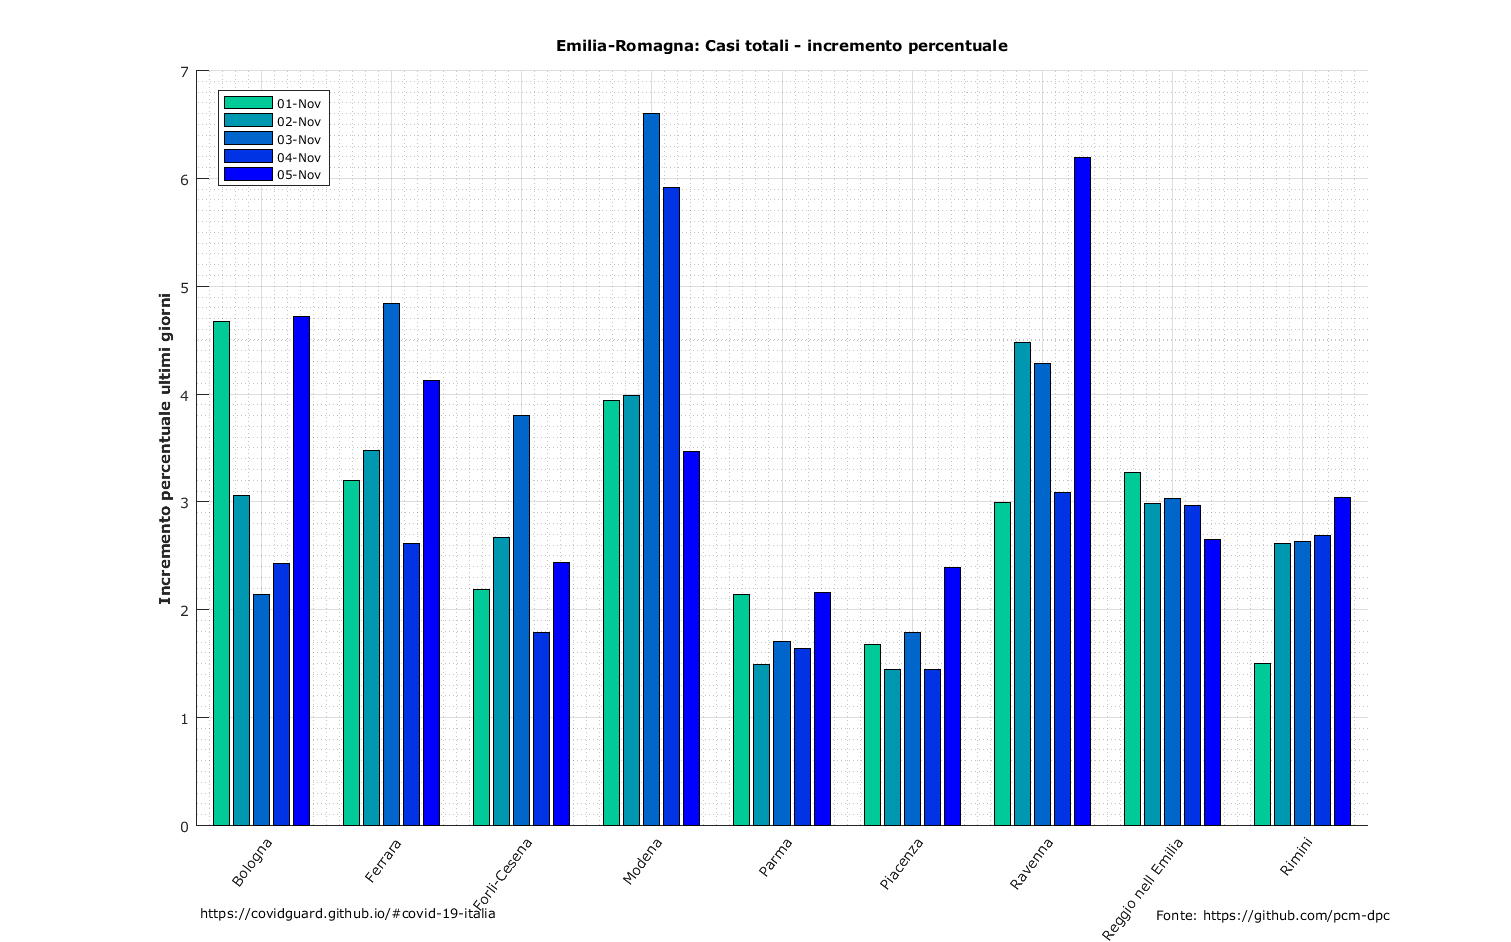 Emilia-Romagna: Casi totali - incremento percentuale
7
6
5
4
3
2
1
0
Incremento percentuale ultimi giorni
01-Nov
02-Nov
03-Nov
04-Nov
05-Nov
Bologna
Ferrara
Forlì-Cesena
Modena
Parma
Piacenza
Ravenna
Reggio nell Emilia
Rimini
https://covidguard.github.io/#covid-19-italia
Fonte: https://github.com/pcm-dpc